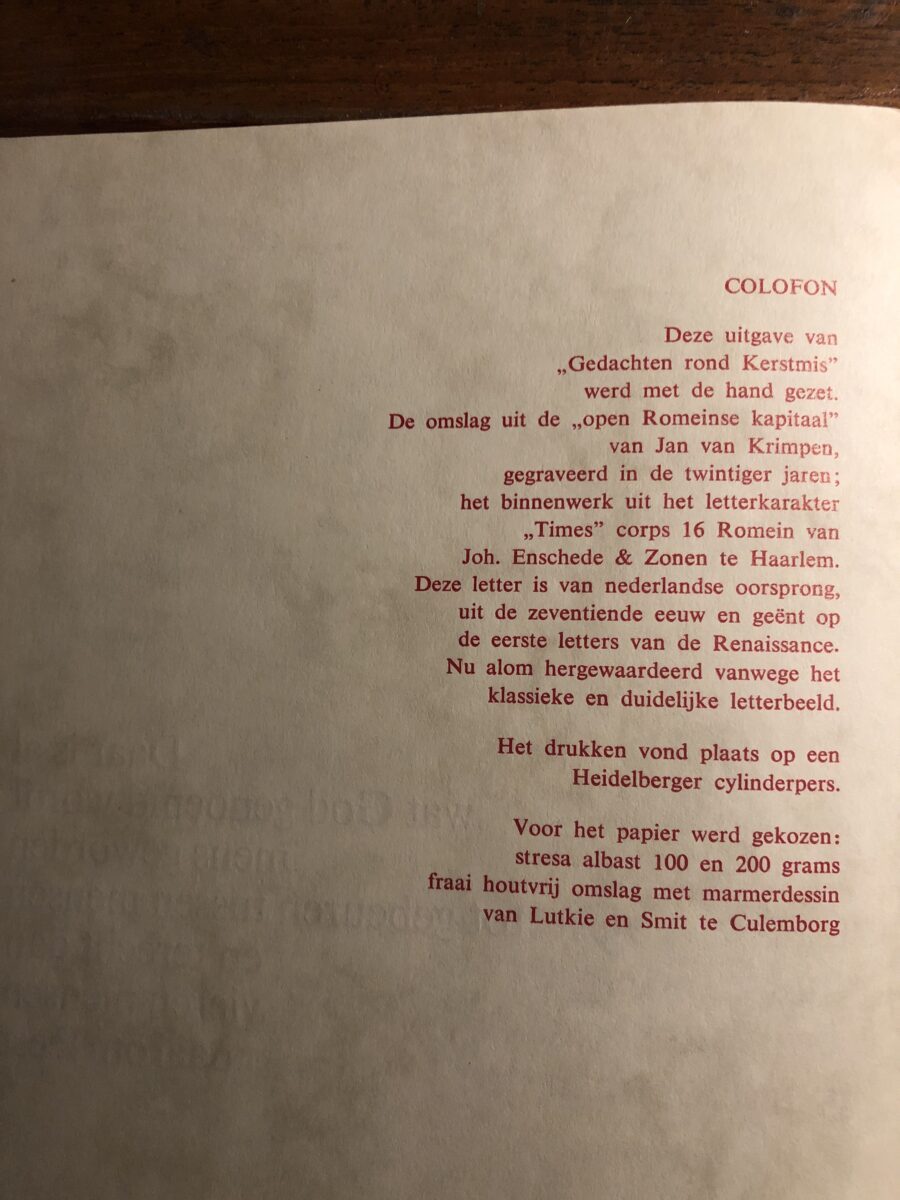 COLOFON
Deze uitgave van
„Gedachten rond Kerstmis”
werd met de hand gezet.
De omslag uit de „open Romeinse kapitaal”
van Jan van Krimpen,
gegraveerd in de twintiger jaren;
het binnenwerk uit het letterkarakter
„Times” corps 16 Romein van
Joh. Enschede & Zonen te Haarlem.
Deze letter is van nederlandse oorsprong,
uit de zeventiende eeuw en geënt op
de eerste letters van de Renaissance.
Nu alom hergewaardeerd vanwege het
klassieke en duidelijke letterbeeld.
Het drukken vond plaats op een
Heidelberger cylinderpers.
Voor het papier werd gekozen:
stresa albast 100 en 200 grams
fraai houtvrij omslag met marmerdessin
van Lutkie en Smit te Culemborg